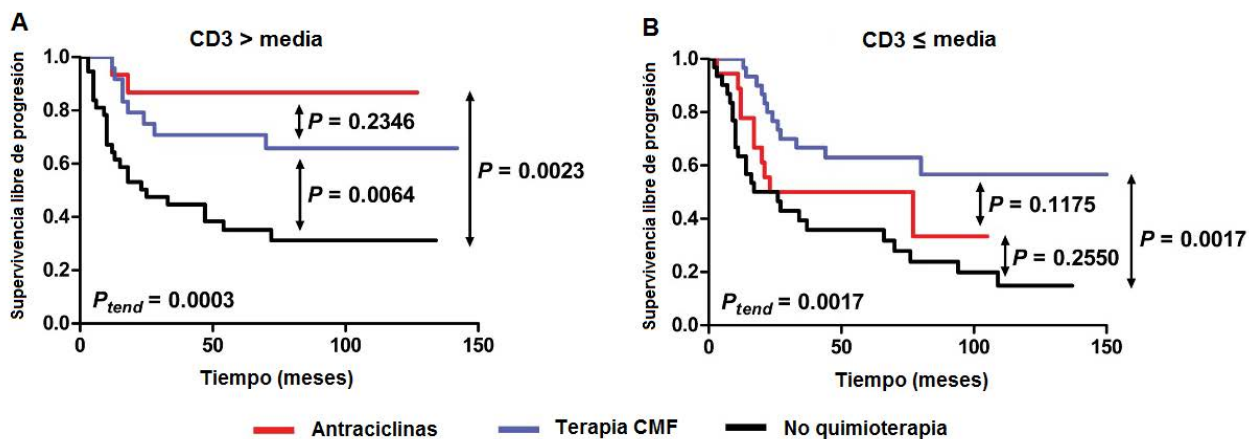 A
CD3 > media
Supervivencia libre de progresión
1.0
0.8
0.6
0.4
0.2
0.0
P = 0.2346
P = 0.0064
P = 0.0023
Ptend = 0.0003
0 50 100 150
Tiempo (meses)
B
CD3 ≤ media
Supervivencia libre de progresión
1.0
0.8
0.6
0.4
0.2
0.0
P = 0.1175
P = 0.2550
P = 0.0017
Ptend = 0.0017
0 50 100 150
Tiempo (meses)
Antraciclinas Terapia CMF No quimioterapia